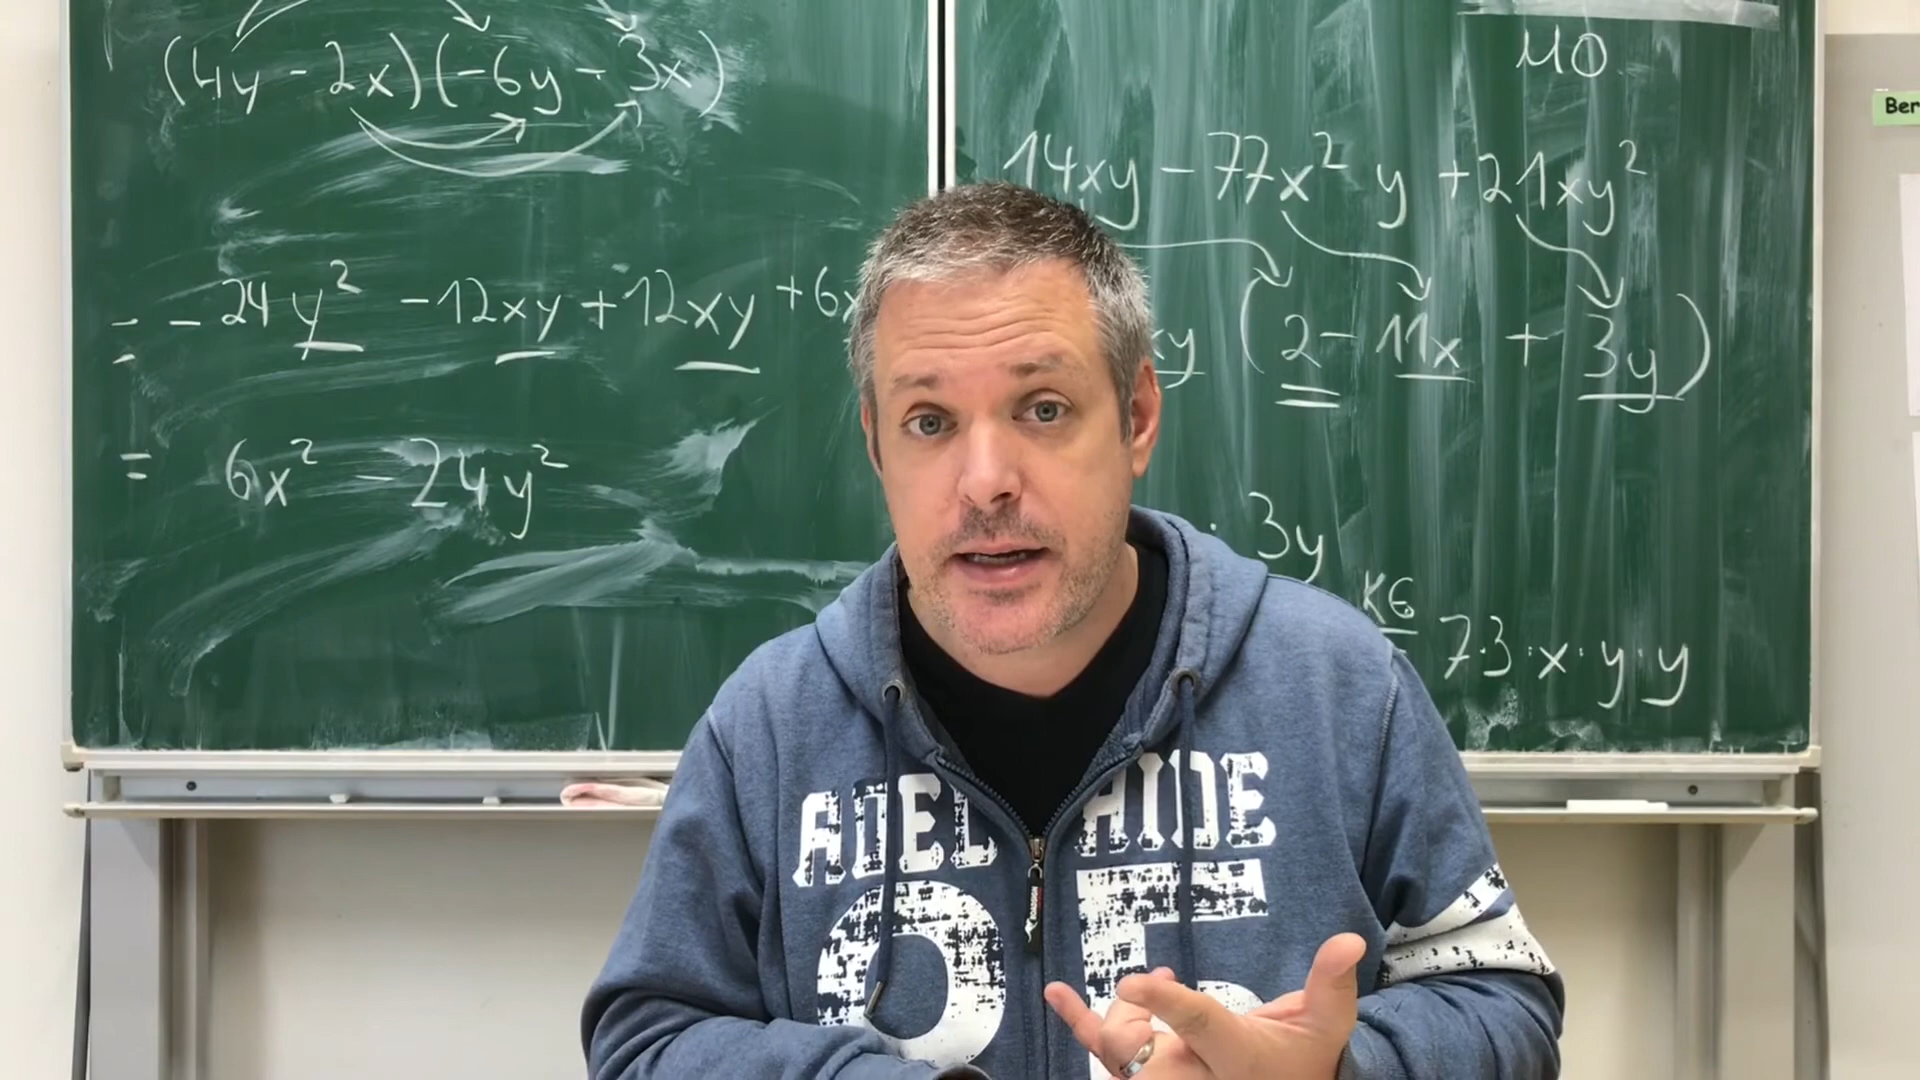 (4y - 2x)(-6y - 3x)
= -24y² -12xy +12xy +6x
= 6x² - 24y²
MO
14xy - 77x²y + 21xy²
xy (2 - 11x + 3y)
· 3y
KG
7·3·x·y·y
Ber
ADELAIDE